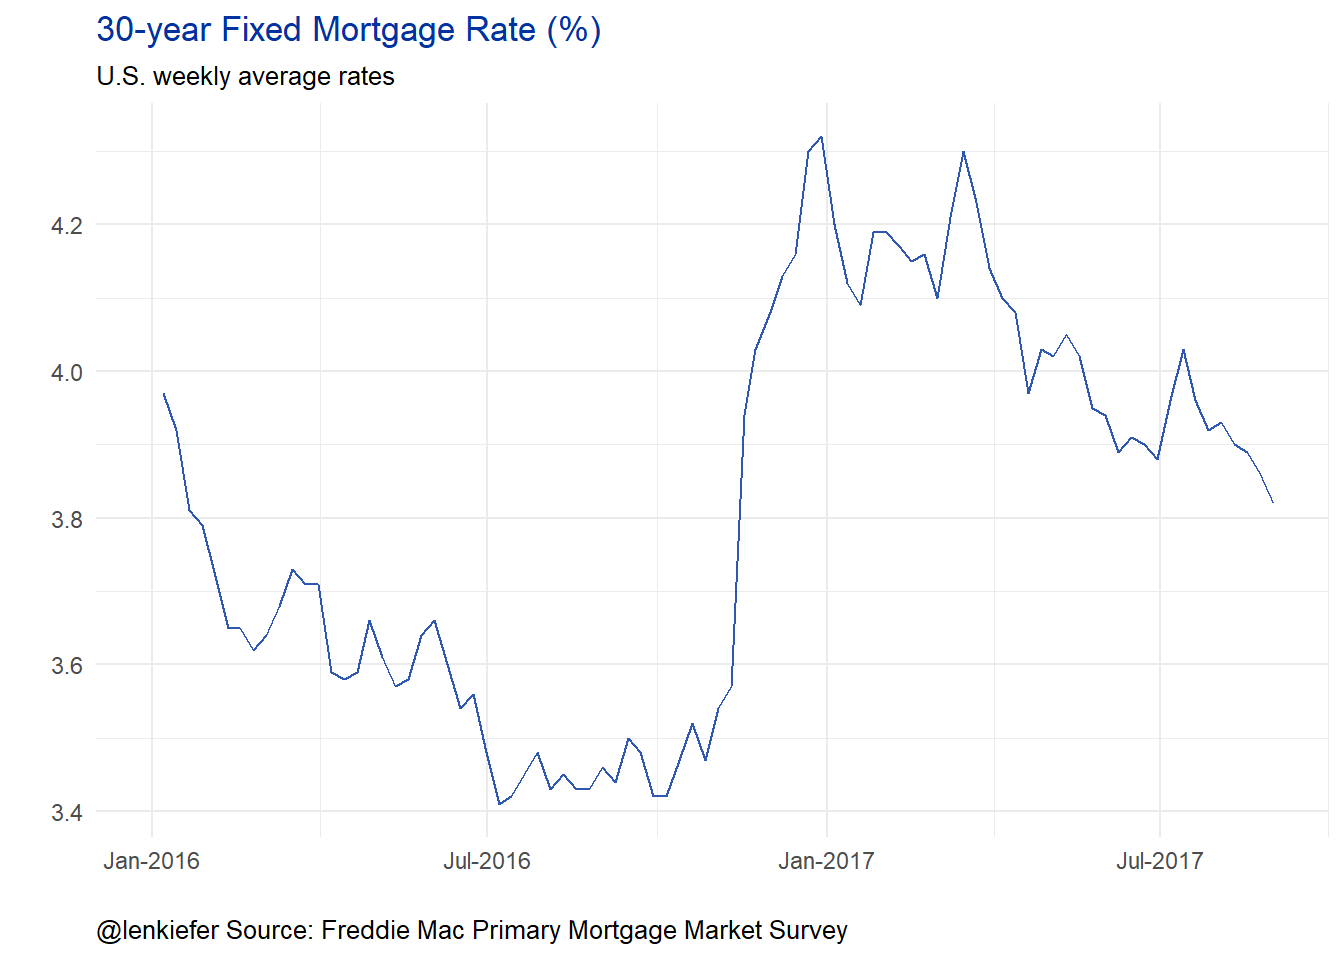 30-year Fixed Mortgage Rate (%)
U.S. weekly average rates
4.2
4.0
3.8
3.6
3.4
Jan-2016 Jul-2016 Jan-2017 Jul-2017
@lenkiefer Source: Freddie Mac Primary Mortgage Market Survey